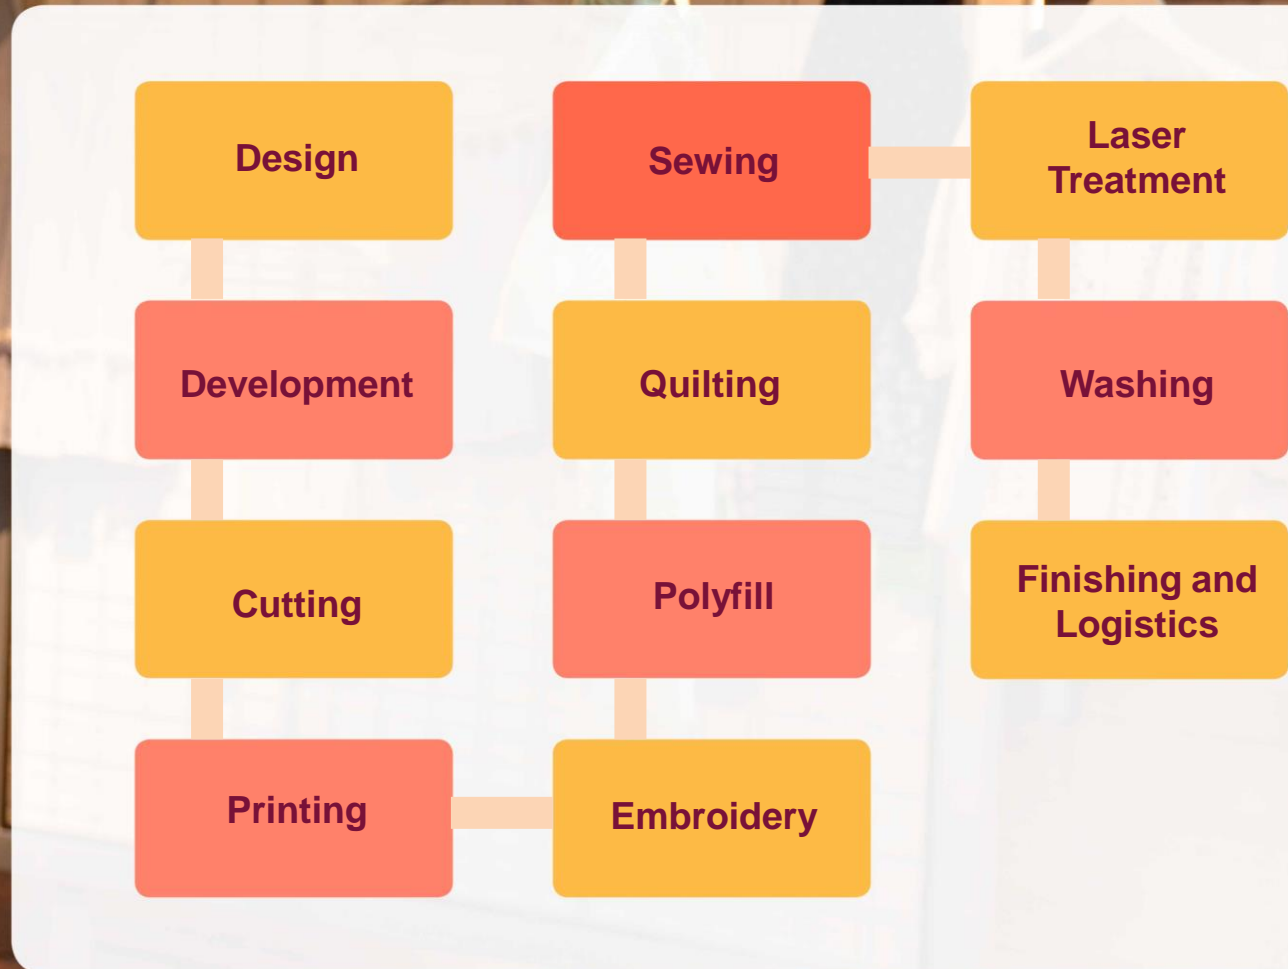 Design
Development
Cutting
Printing
Embroidery
Polyfill
Quilting
Sewing
Laser
Treatment
Washing
Finishing and
Logistics